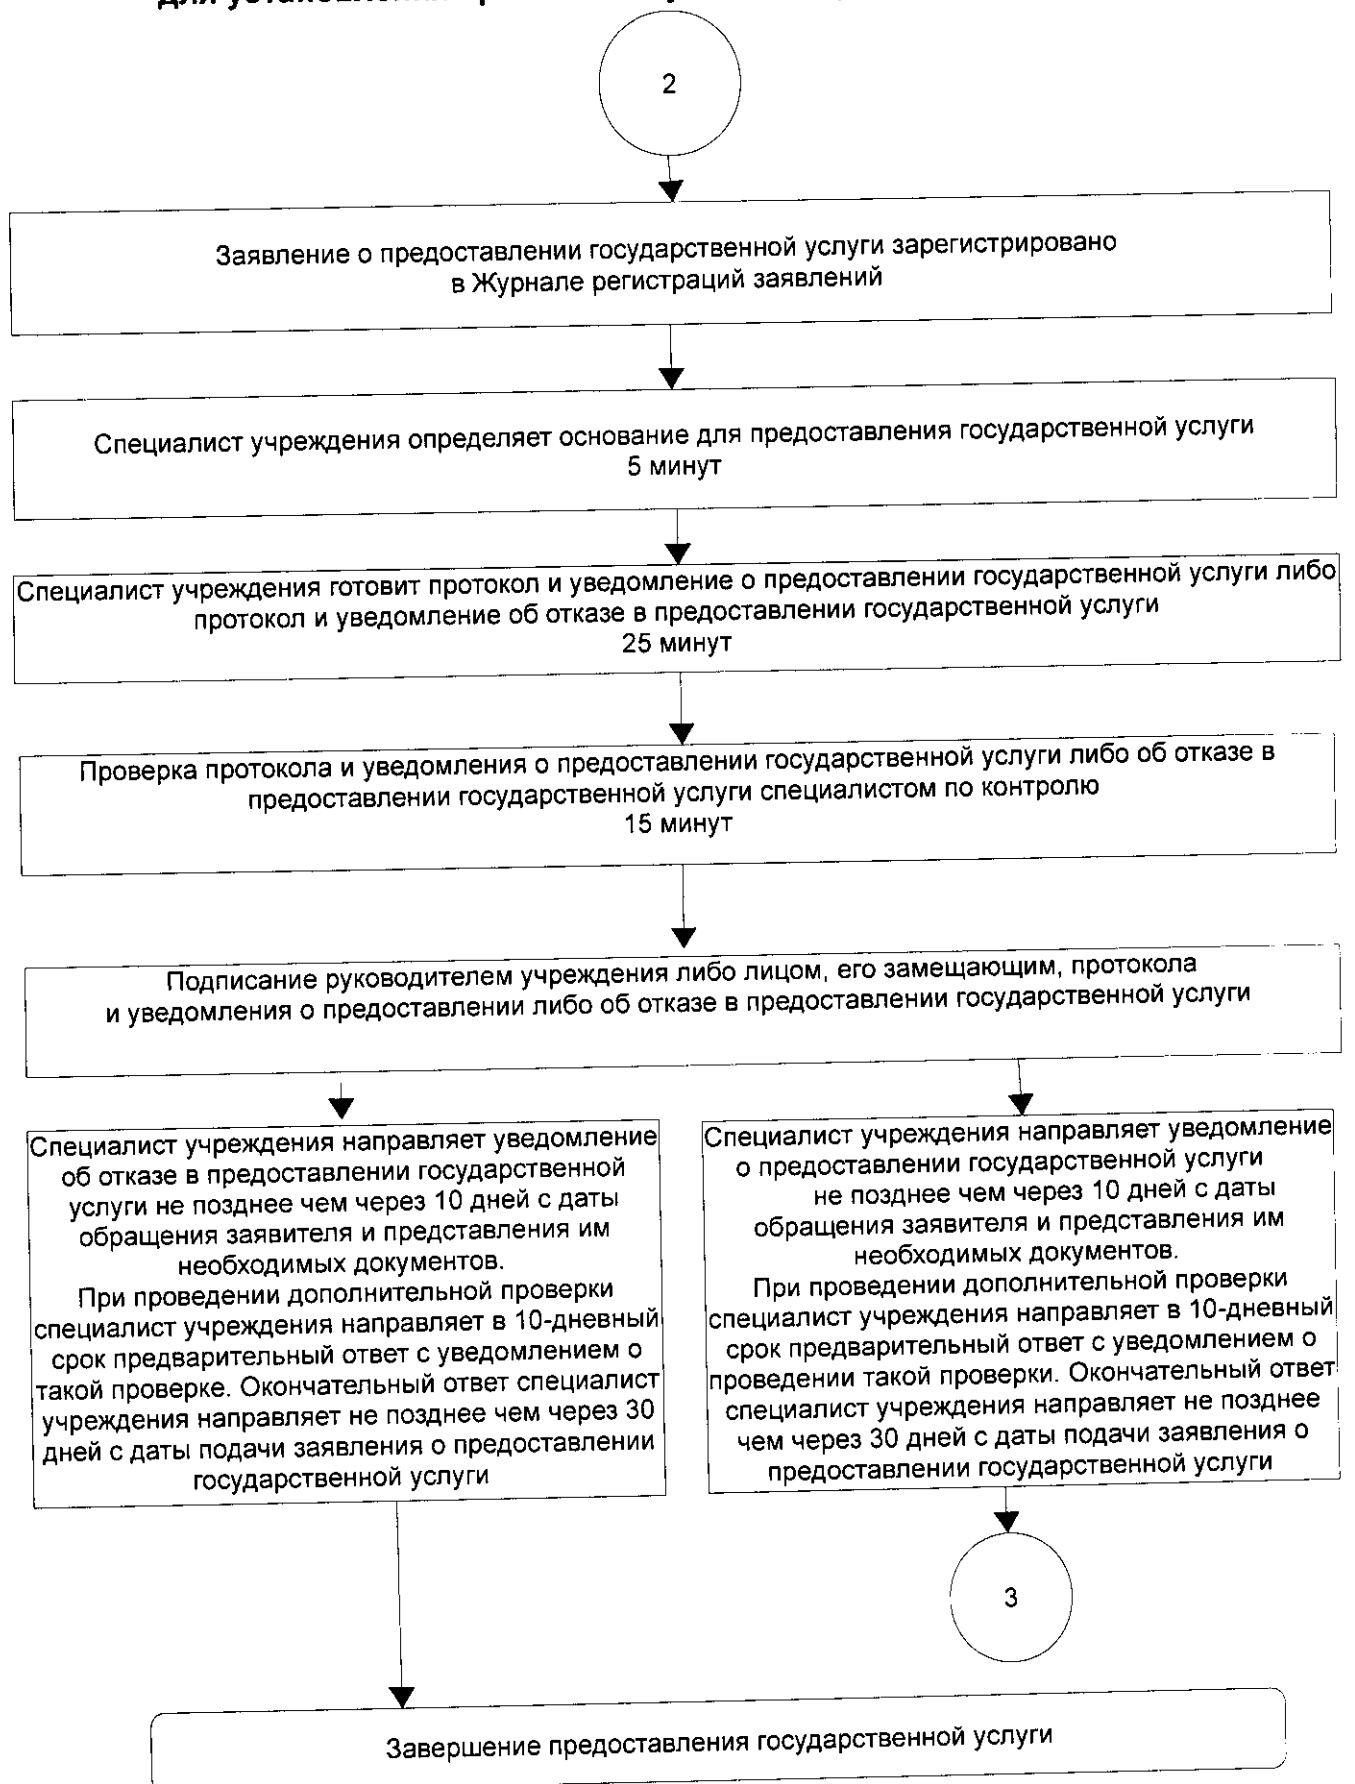 для установления
2
Заявление о предоставлении государственной услуги зарегистрировано
в Журнале регистраций заявлений
Специалист учреждения определяет основание для предоставления государственной услуги
5 минут
Специалист учреждения готовит протокол и уведомление о предоставлении государственной услуги либо
протокол и уведомление об отказе в предоставлении государственной услуги
25 минут
Проверка протокола и уведомления о предоставлении государственной услуги либо об отказе в
предоставлении государственной услуги специалистом по контролю
15 минут
Подписание руководителем учреждения либо лицом, его замещающим, протокола
и уведомления о предоставлении либо об отказе в предоставлении государственной услуги
Специалист учреждения направляет уведомление
об отказе в предоставлении государственной
услуги не позднее чем через 10 дней с даты
обращения заявителя и представления им
необходимых документов.
При проведении дополнительной проверки
специалист учреждения направляет в 10-дневный
срок предварительный ответ с уведомлением о
такой проверке. Окончательный ответ специалист
учреждения направляет не позднее чем через 30
дней с даты подачи заявления о предоставлении
государственной услуги
Специалист учреждения направляет уведомление
о предоставлении государственной услуги
не позднее чем через 10 дней с даты
обращения заявителя и представления им
необходимых документов.
При проведении дополнительной проверки
специалист учреждения направляет в 10-дневный
срок предварительный ответ с уведомлением о
проведении такой проверки. Окончательный ответ
специалист учреждения направляет не позднее
чем через 30 дней с даты подачи заявления о
предоставлении государственной услуги
3
Завершение предоставления государственной услуги